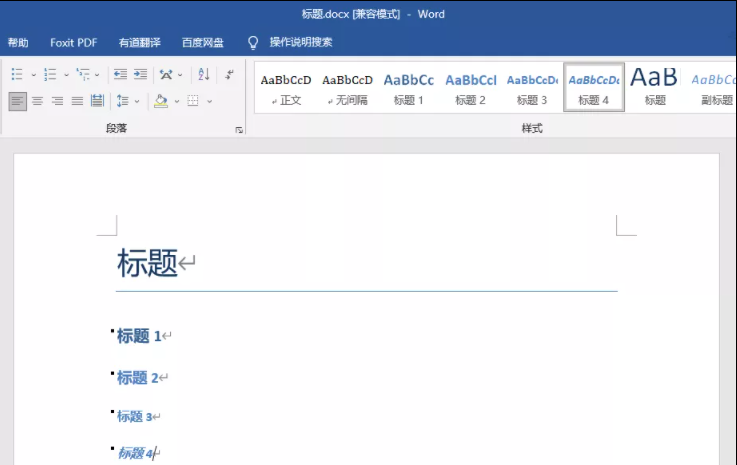 标题.docx [兼容模式] - Word
帮助 Foxit PDF 有道翻译 百度网盘 操作说明搜索
AaBbCcD AaBbCcD AaBbCc AaBbCcI AaBbCcDc AaBbCcDc AaB AaBbCc
正文 无间隔 标题 1 标题 2 标题 3 标题 4 标题 副标题
段落 样式
标题
标题 1
标题 2
标题 3
标题 4